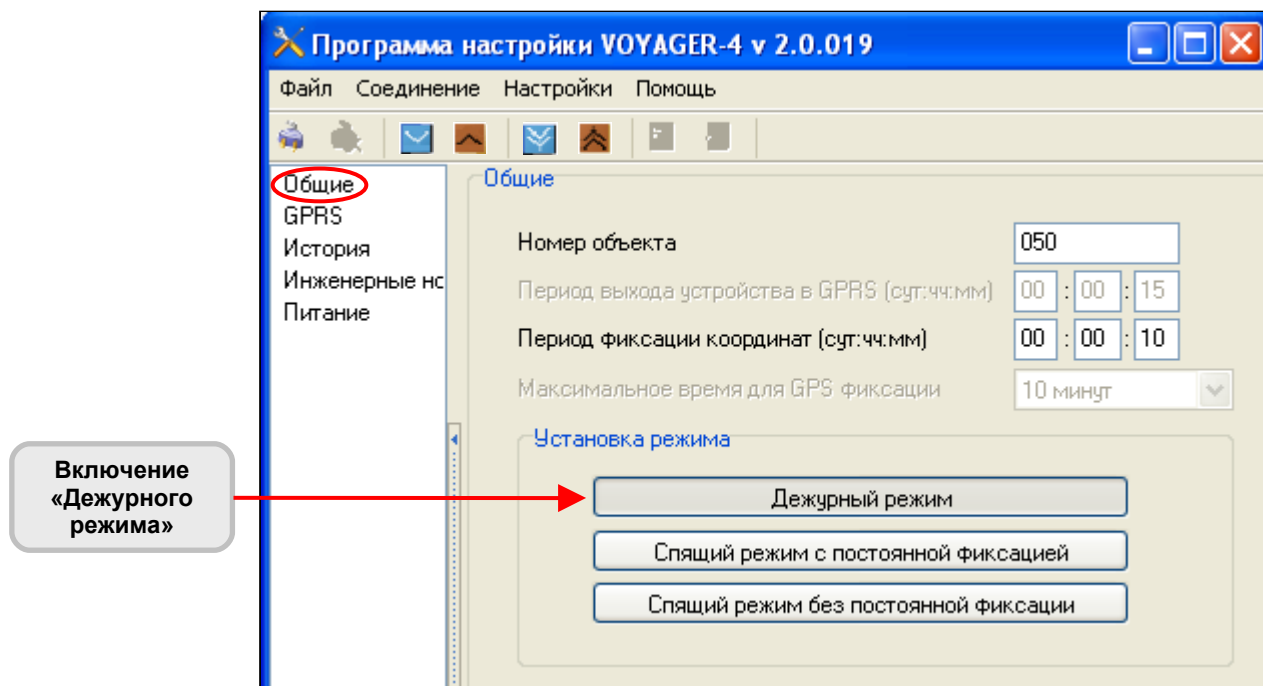 Программа настройки VOYAGER-4 v 2.0.019
Файл Соединение Настройки Помощь
Общие
GPRS
История
Инженерные нс
Питание
Общие
Номер объекта 050
Период выхода устройства в GPRS (сут:чч:мм) 00 : 00 : 15
Период фиксации координат (сут:чч:мм) 00 : 00 : 10
Максимальное время для GPS фиксации 10 минут
Установка режима
Дежурный режим
Спящий режим с постоянной фиксацией
Спящий режим без постоянной фиксации
Включение
«Дежурного
режима»